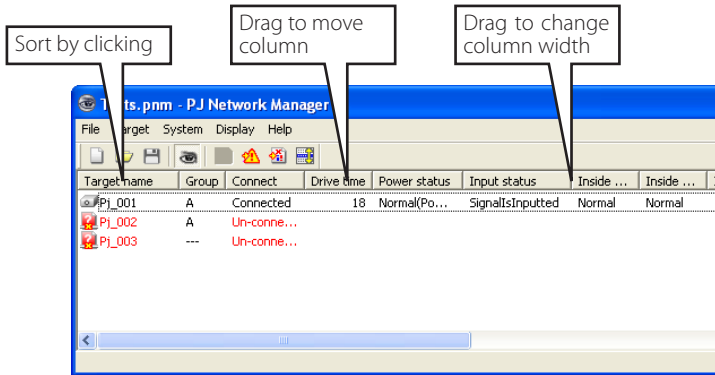 Sort by clicking
Drag to move
column
Drag to change
column width
ts.pnm - PJ Network Manager
File Target System Display Help
Target name Group Connect Drive time Power status Input status Inside ... Inside ...
Pj_001 A Connected 18 Normal(Po... SignalIsInputted Normal Normal
Pj_002 A Un-conne...
Pj_003 --- Un-conne...